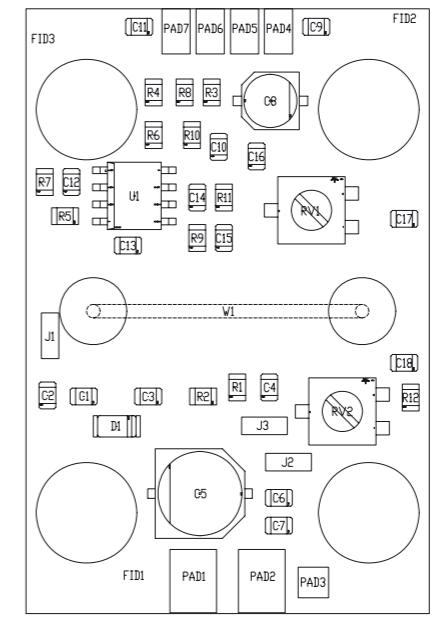 C11 PAD7 PAD6 PAD5 PAD4 C9 FID2
FID3
R4 R8 R3 C8
R6 R10 C10 C16
R7 C12 U1 C14 R11 RV1
R5 C17
C13 R9 C15
W1
J1
C18
C2 C1 C3 R2 R1 C4 R12
D1 J3 RV2
J2
C5 C6
C7
FID1 PAD1 PAD2 PAD3